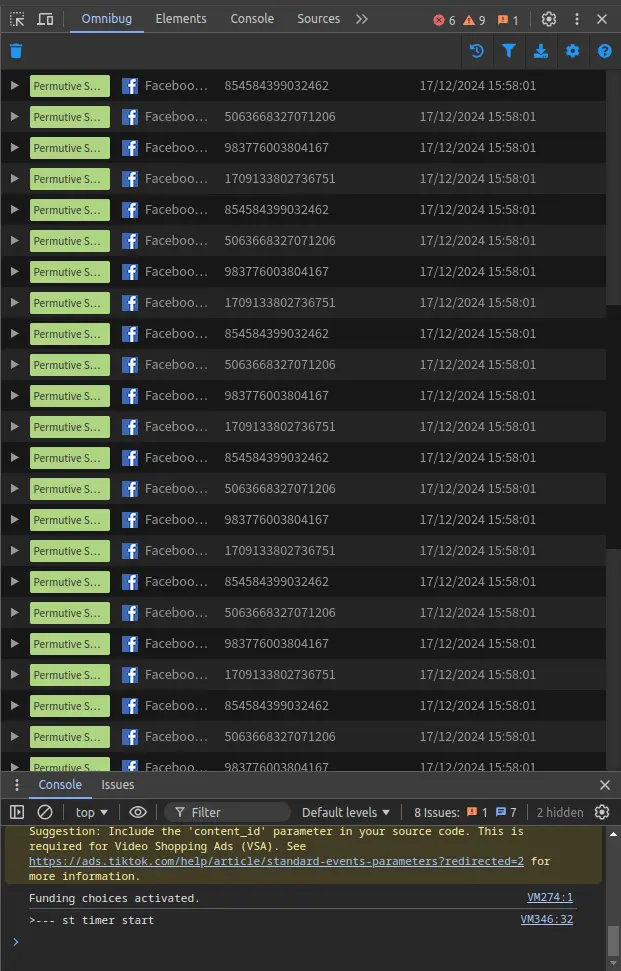 Omnibug Elements Console Sources 6 9 1
Permutive S... Faceboo... 854584399032462 17/12/2024 15:58:01
Permutive S... Faceboo... 5063668327071206 17/12/2024 15:58:01
Permutive S... Faceboo... 983776003804167 17/12/2024 15:58:01
Permutive S... Faceboo... 1709133802736751 17/12/2024 15:58:01
Permutive S... Faceboo... 854584399032462 17/12/2024 15:58:01
Permutive S... Faceboo... 5063668327071206 17/12/2024 15:58:01
Permutive S... Faceboo... 983776003804167 17/12/2024 15:58:01
Permutive S... Faceboo... 1709133802736751 17/12/2024 15:58:01
Permutive S... Faceboo... 854584399032462 17/12/2024 15:58:01
Permutive S... Faceboo... 5063668327071206 17/12/2024 15:58:01
Permutive S... Faceboo... 983776003804167 17/12/2024 15:58:01
Permutive S... Faceboo... 1709133802736751 17/12/2024 15:58:01
Permutive S... Faceboo... 854584399032462 17/12/2024 15:58:01
Permutive S... Faceboo... 5063668327071206 17/12/2024 15:58:01
Permutive S... Faceboo... 983776003804167 17/12/2024 15:58:01
Permutive S... Faceboo... 1709133802736751 17/12/2024 15:58:01
Permutive S... Faceboo... 854584399032462 17/12/2024 15:58:01
Permutive S... Faceboo... 5063668327071206 17/12/2024 15:58:01
Permutive S... Faceboo... 983776003804167 17/12/2024 15:58:01
Permutive S... Faceboo... 1709133802736751 17/12/2024 15:58:01
Permutive S... Faceboo... 854584399032462 17/12/2024 15:58:01
Permutive S... Faceboo... 5063668327071206 17/12/2024 15:58:01
Permutive S... Faceboo... 983776003804167 17/12/2024 15:58:01
Console Issues
top Filter Default levels 8 Issues: 1 7 2 hidden
Suggestion: Include the 'content_id' parameter in your source code. This is
required for Video Shopping Ads (VSA). See
https://ads.tiktok.com/help/article/standard-events-parameters?redirected=2 for
more information.
Funding choices activated. VM274:1
>--- st timer start VM346:32